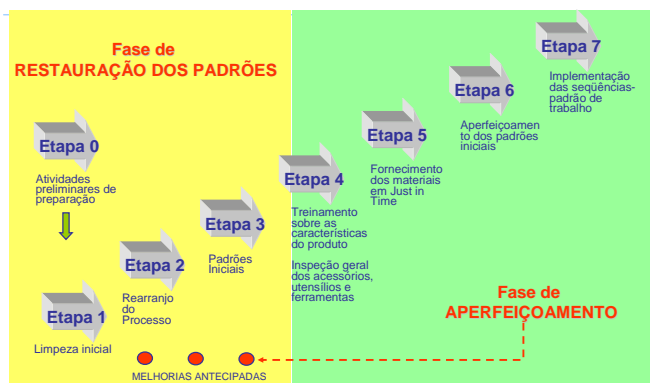 Fase de
RESTAURAÇÃO DOS PADRÕES
Etapa 0
Atividades
preliminares de
preparação
Etapa 1
Limpeza inicial
Etapa 2
Rearranjo
do
Processo
Etapa 3
Padrões
Iniciais
Etapa 4
Treinamento
sobre as
características
do produto
Inspeção geral
dos acessórios,
utensílios e
ferramentas
Etapa 5
Fornecimento
dos materiais
em Just in
Time
Etapa 6
Aperfeiçoamen
to dos padrões
iniciais
Etapa 7
Implementação
das seqüências-
padrão de
trabalho
Fase de
APERFEIÇOAMENTO
MELHORIAS ANTECIPADAS